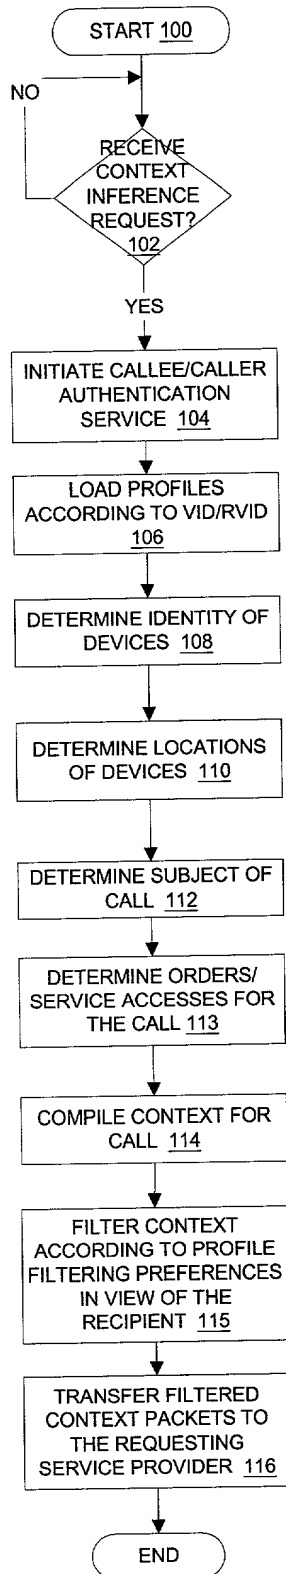 START 100
NO
RECEIVE
CONTEXT
INFERENCE
REQUEST?
102
YES
INITIATE CALLEE/CALLER
AUTHENTICATION
SERVICE 104
LOAD PROFILES
ACCORDING TO VID/RVID
106
DETERMINE IDENTITY OF
DEVICES 108
DETERMINE LOCATIONS
OF DEVICES 110
DETERMINE SUBJECT OF
CALL 112
DETERMINE ORDERS/
SERVICE ACCESSES FOR
THE CALL 113
COMPILE CONTEXT FOR
CALL 114
FILTER CONTEXT
ACCORDING TO PROFILE
FILTERING PREFERENCES
IN VIEW OF THE
RECIPIENT 115
TRANSFER FILTERED
CONTEXT PACKETS TO
THE REQUESTING
SERVICE PROVIDER 116
END